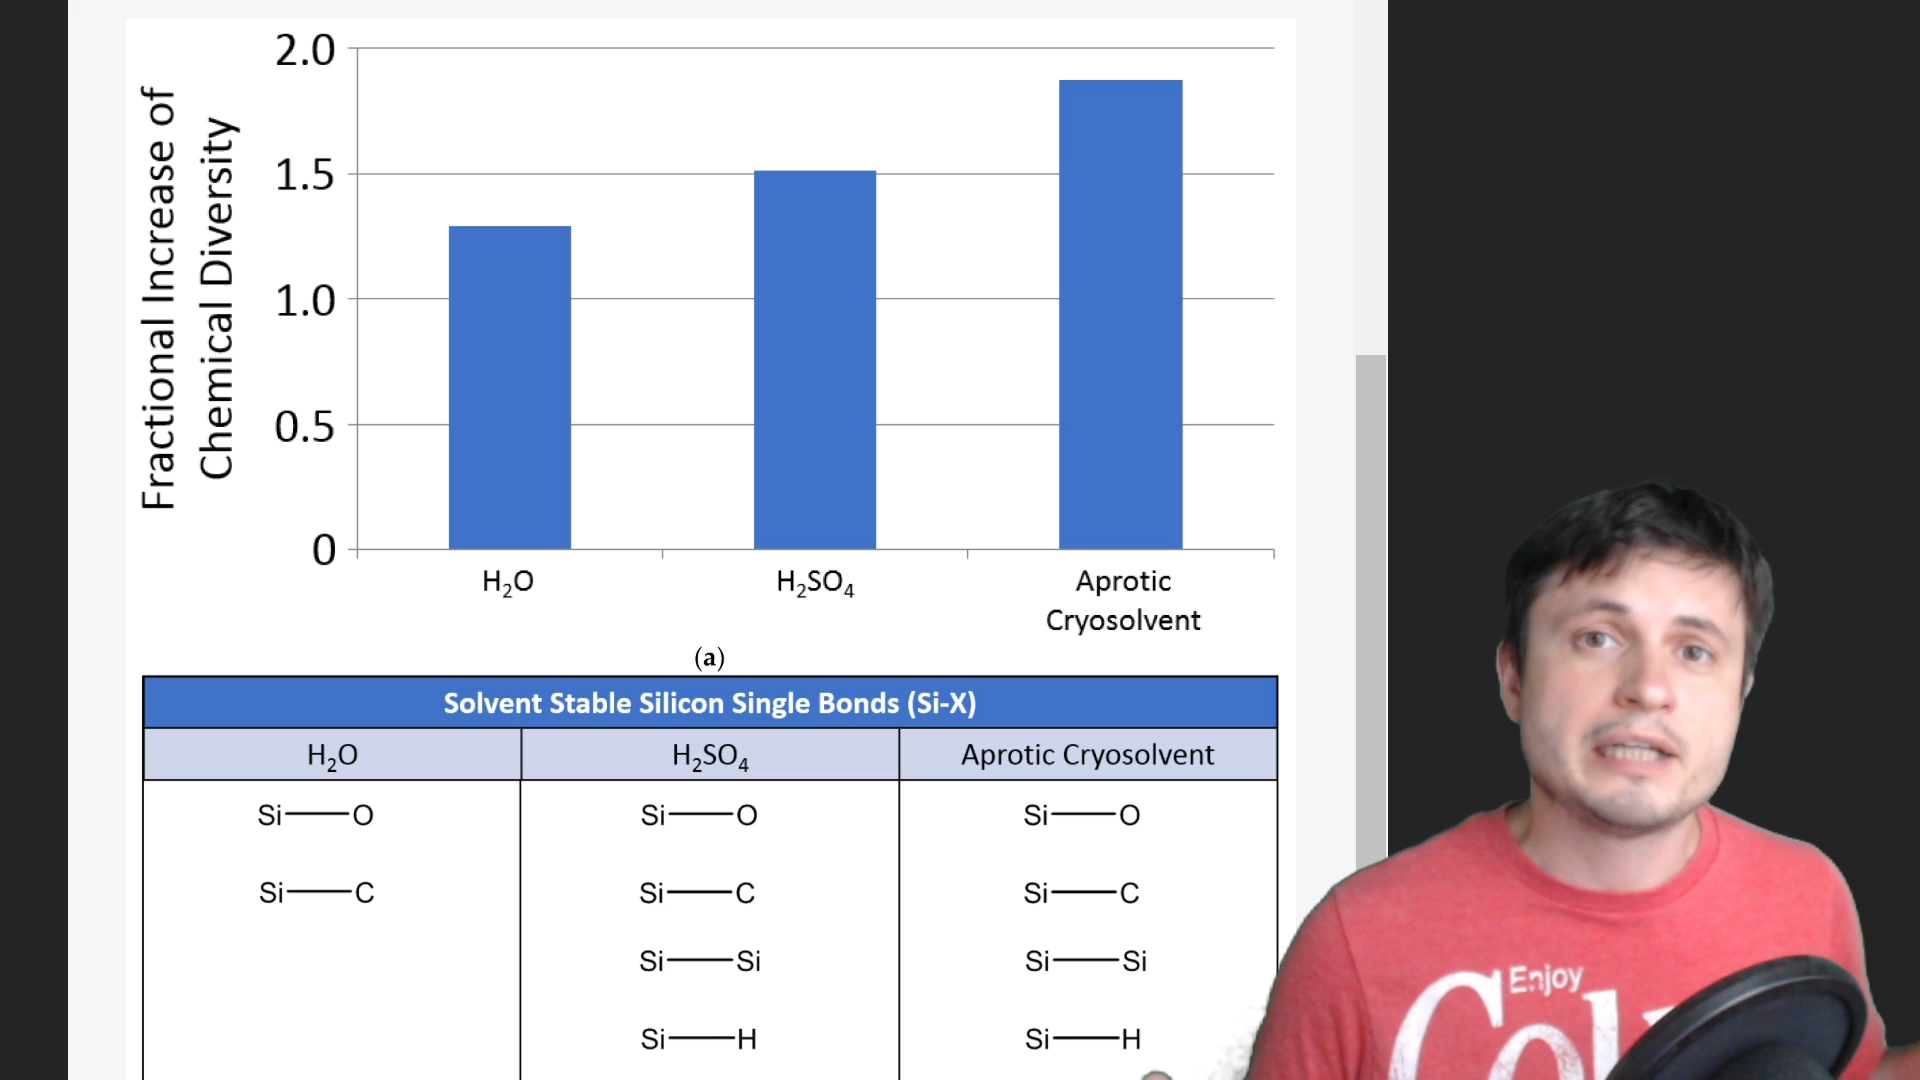 Fractional Increase of
Chemical Diversity
2.0
1.5
1.0
0.5
0
H₂O
H₂SO₄
Aprotic
Cryosolvent
(a)
Solvent Stable Silicon Single Bonds (Si-X)
H₂O H₂SO₄ Aprotic Cryosolvent
Si—O Si—O Si—O
Si—C Si—C Si—C
Si—Si Si—Si
Si—H Si—H
Enjoy